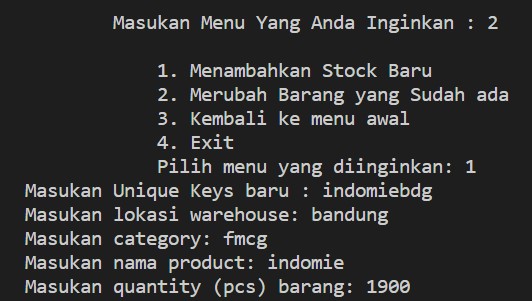 Masukan Menu Yang Anda Inginkan : 2
1. Menambahkan Stock Baru
2. Merubah Barang yang Sudah ada
3. Kembali ke menu awal
4. Exit
Pilih menu yang diinginkan: 1
Masukan Unique Keys baru : indomiebdg
Masukan lokasi warehouse: bandung
Masukan category: fmcg
Masukan nama product: indomie
Masukan quantity (pcs) barang: 1900